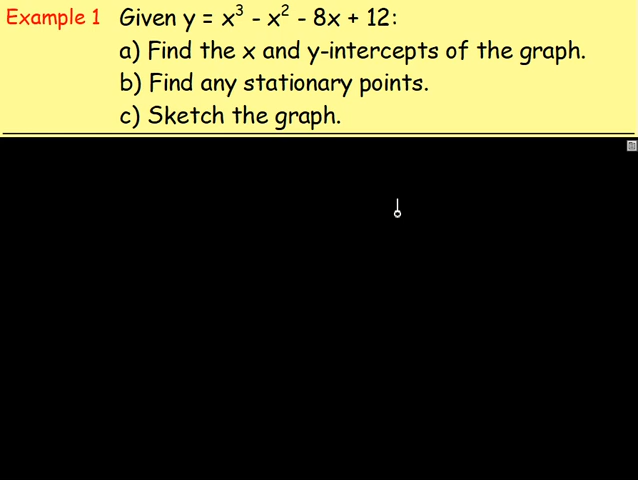 Example 1 Given y = x³ - x² - 8x + 12:
a) Find the x and y-intercepts of the graph.
b) Find any stationary points.
c) Sketch the graph.